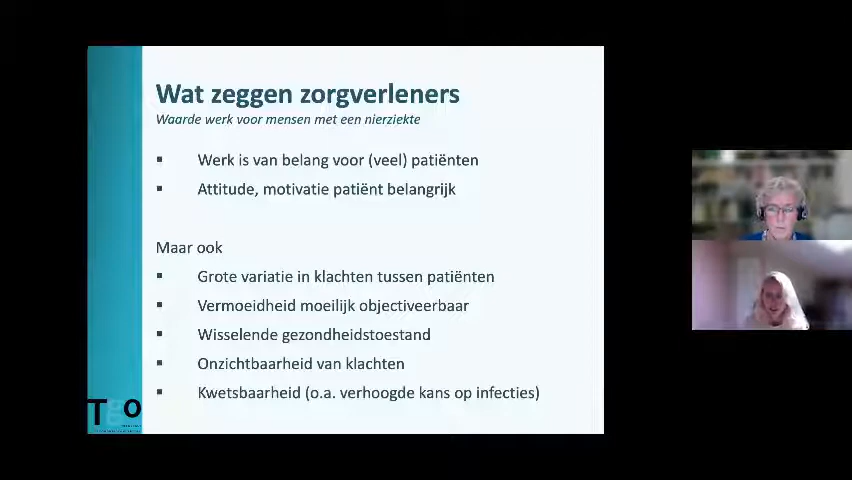 Wat zeggen zorgverleners
Waarde werk voor mensen met een nierziekte
▪ Werk is van belang voor (veel) patiënten
▪ Attitude, motivatie patiënt belangrijk
Maar ook
▪ Grote variatie in klachten tussen patiënten
▪ Vermoeidheid moeilijk objectiveerbaar
▪ Wisselende gezondheidstoestand
▪ Onzichtbaarheid van klachten
▪ Kwetsbaarheid (o.a. verhoogde kans op infecties)
Tgo